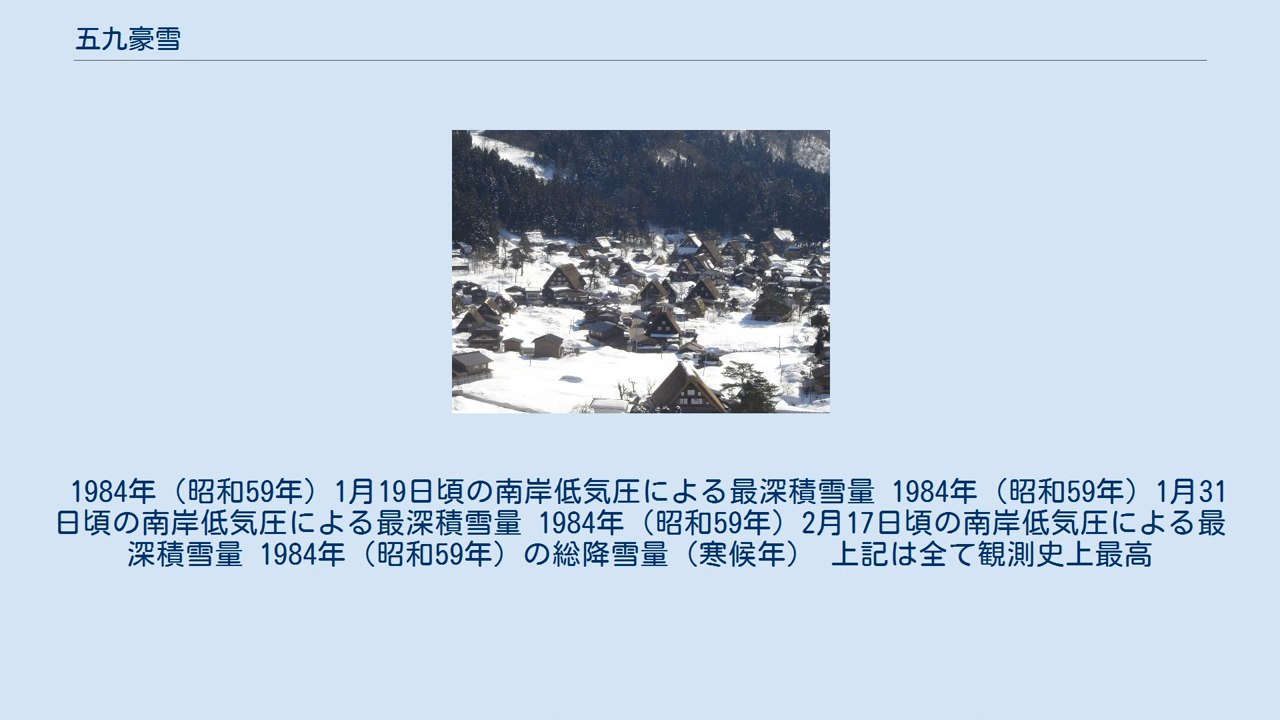 五九豪雪
1984年（昭和59年）1月19日頃の南岸低気圧による最深積雪量 1984年（昭和59年）1月31
日頃の南岸低気圧による最深積雪量 1984年（昭和59年）2月17日頃の南岸低気圧による最
深積雪量 1984年（昭和59年）の総降雪量（寒候年） 上記は全て観測史上最高